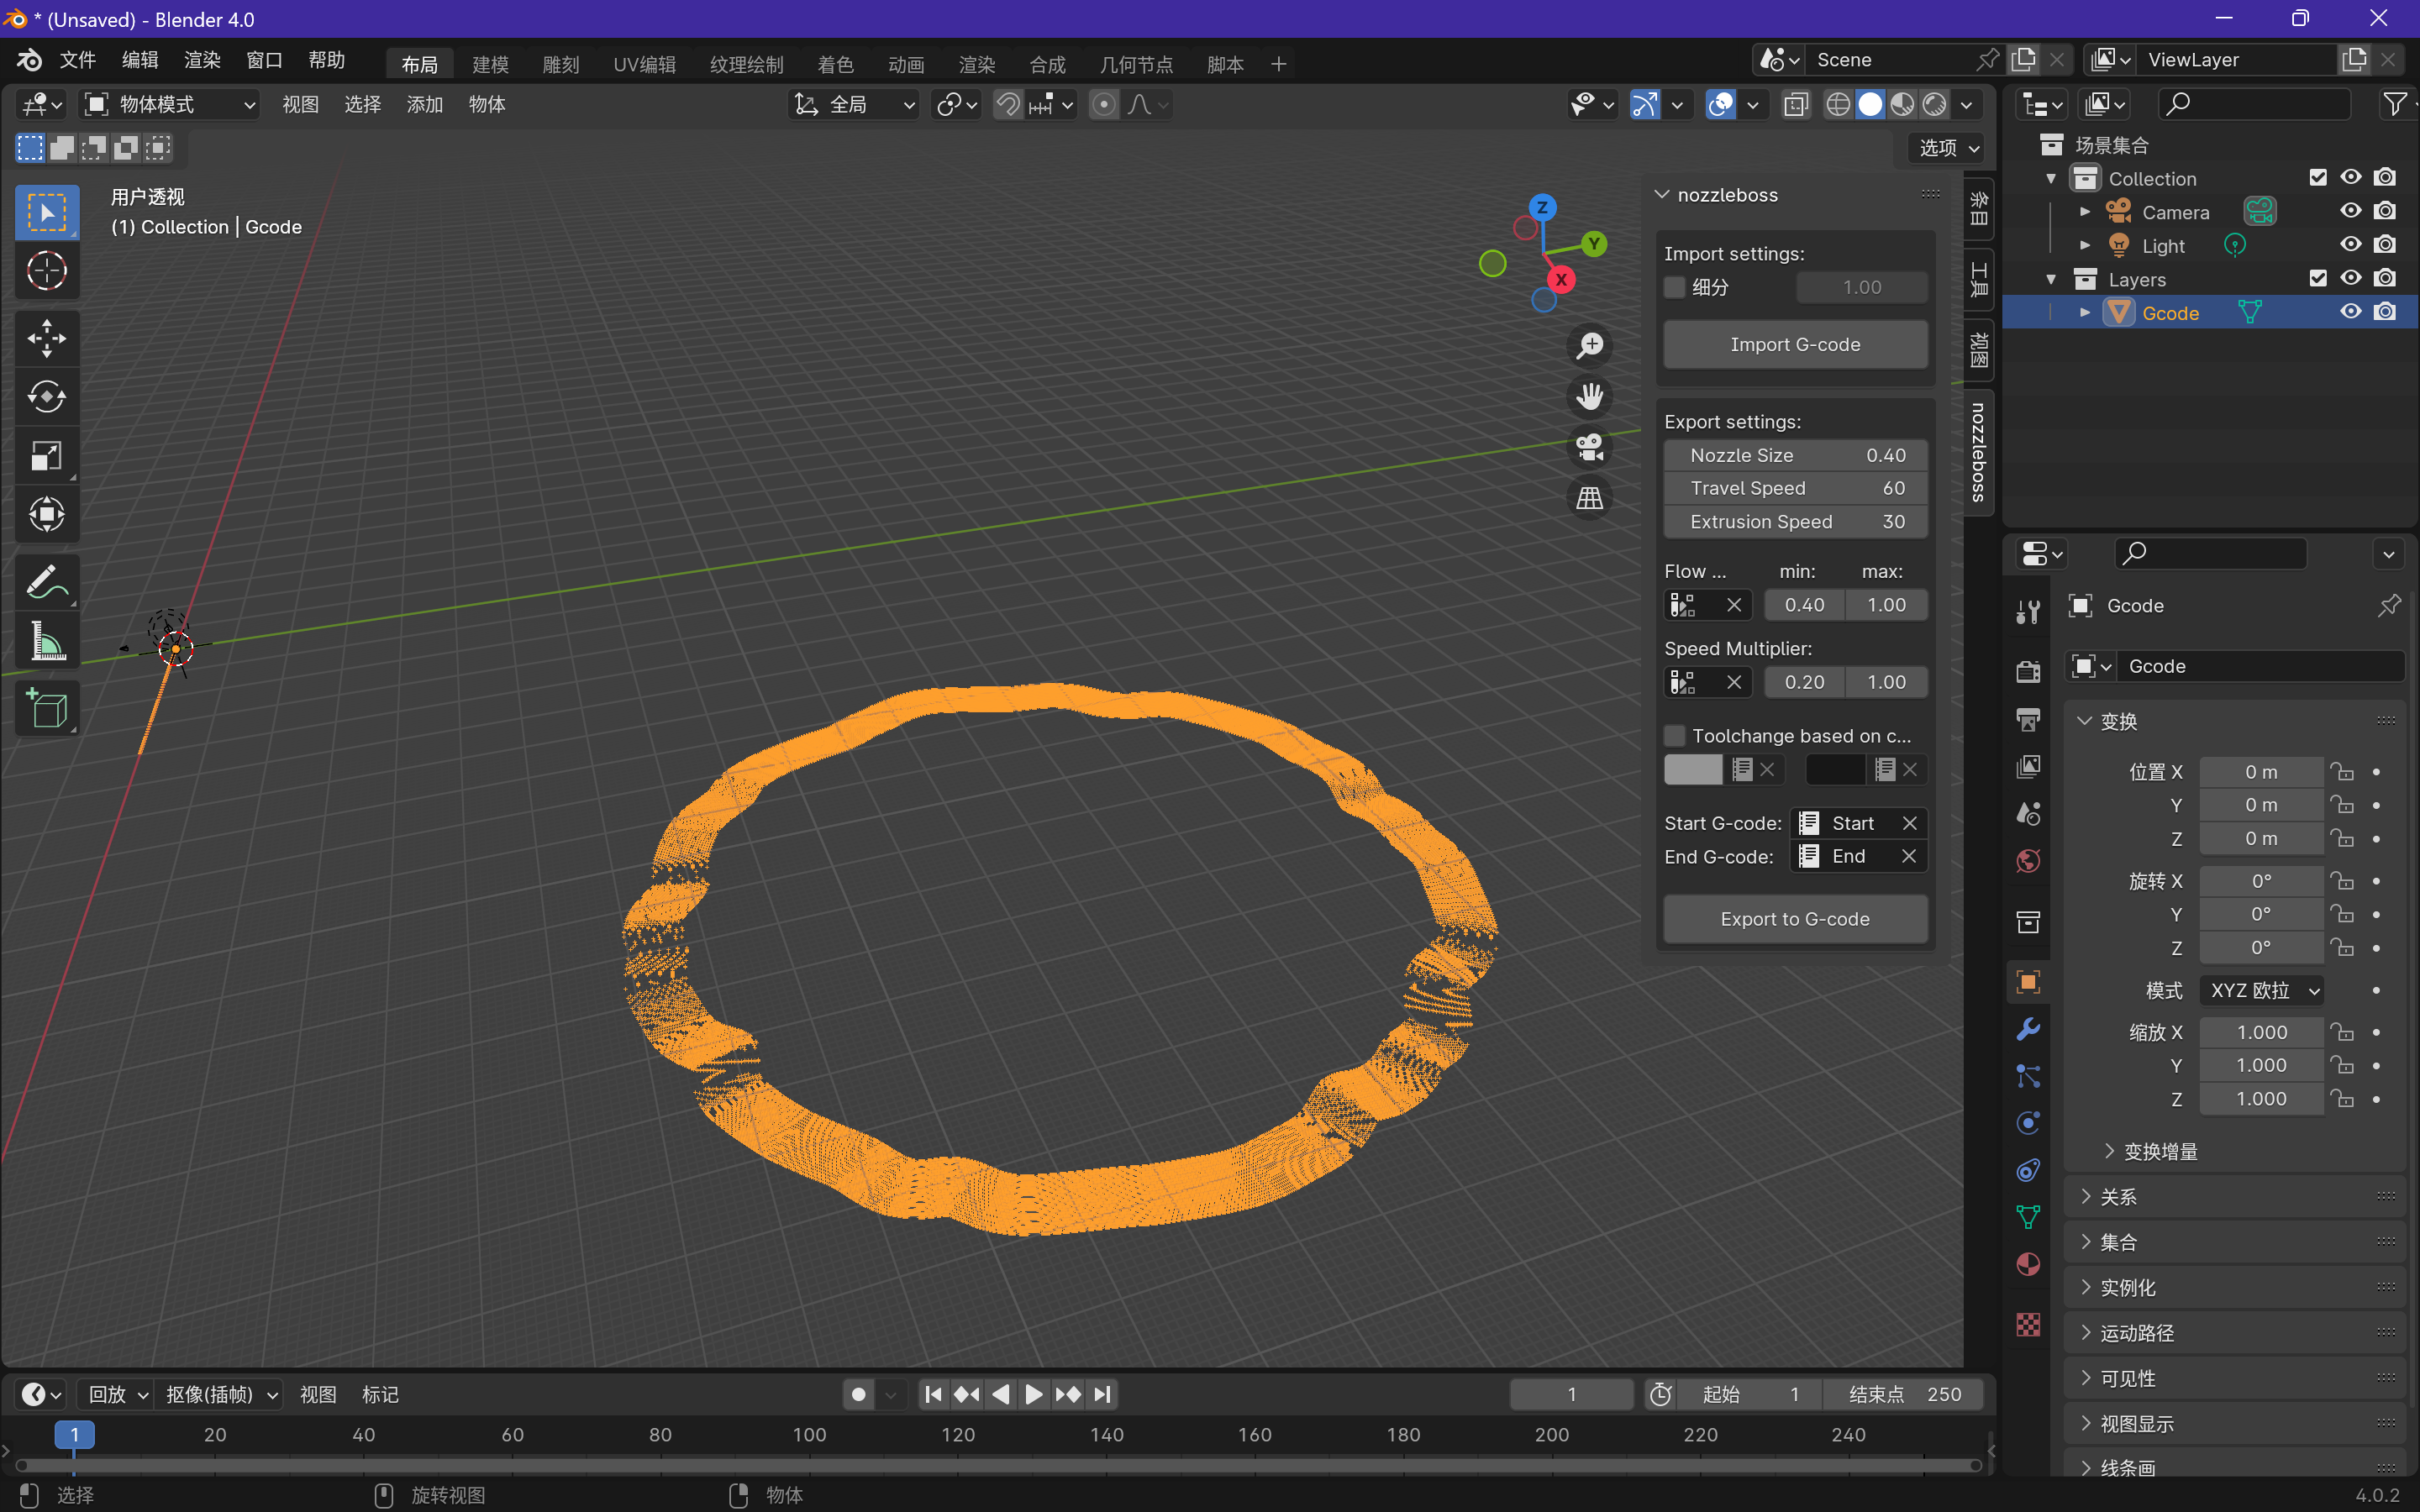 * (Unsaved) - Blender 4.0
文件 编辑 渲染 窗口 帮助 布局 建模 雕刻 UV编辑 纹理绘制 着色 动画 渲染 合成 几何节点 脚本 + Scene ViewLayer
物体模式 视图 选择 添加 物体 全局
选项
用户透视
(1) Collection | Gcode
Z
Y
X
nozzleboss
Import settings:
细分 1.00
Import G-code
Export settings:
Nozzle Size 0.40
Travel Speed 60
Extrusion Speed 30
Flow ... min: max:
0.40 1.00
Speed Multiplier:
0.20 1.00
Toolchange based on c...
Start G-code: Start
End G-code: End
Export to G-code
条目
工具
视图
nozzleboss
场景集合
Collection
Camera
Light
Layers
Gcode
Gcode
Gcode
变换
位置 X 0 m
Y 0 m
Z 0 m
旋转 X 0°
Y 0°
Z 0°
模式 XYZ 欧拉
缩放 X 1.000
Y 1.000
Z 1.000
变换增量
关系
集合
实例化
运动路径
可见性
视图显示
线条画
回放 抠像(插帧) 视图 标记 1 起始 1 结束点 250
1 20 40 60 80 100 120 140 160 180 200 220 240
选择 旋转视图 物体 4.0.2